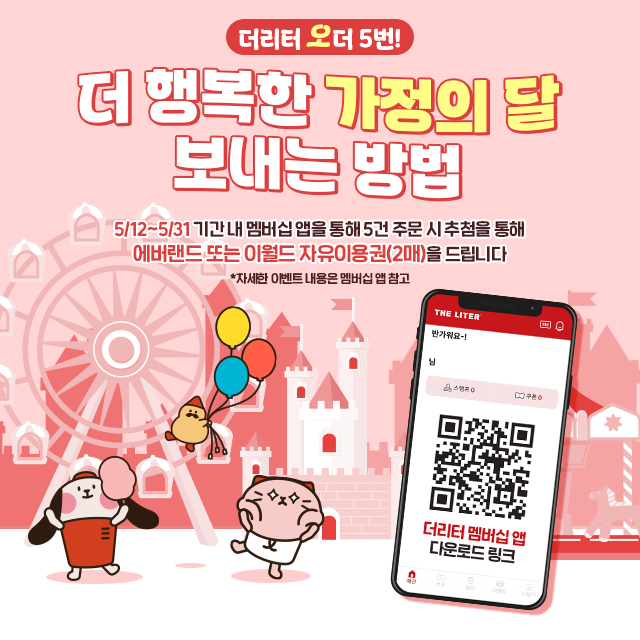 더리터 오더 5번!
더 행복한 가정의 달
보내는 방법
5/12~5/31 기간 내 멤버십 앱을 통해 5건 주문 시 추첨을 통해
에버랜드 또는 이월드 자유이용권(2매)을 드립니다
*자세한 이벤트 내용은 멤버십 앱 참고
THE LITER
반가워요~!
님
스탬프 0
쿠폰 0
더리터 멤버십 앱
다운로드 링크
메인